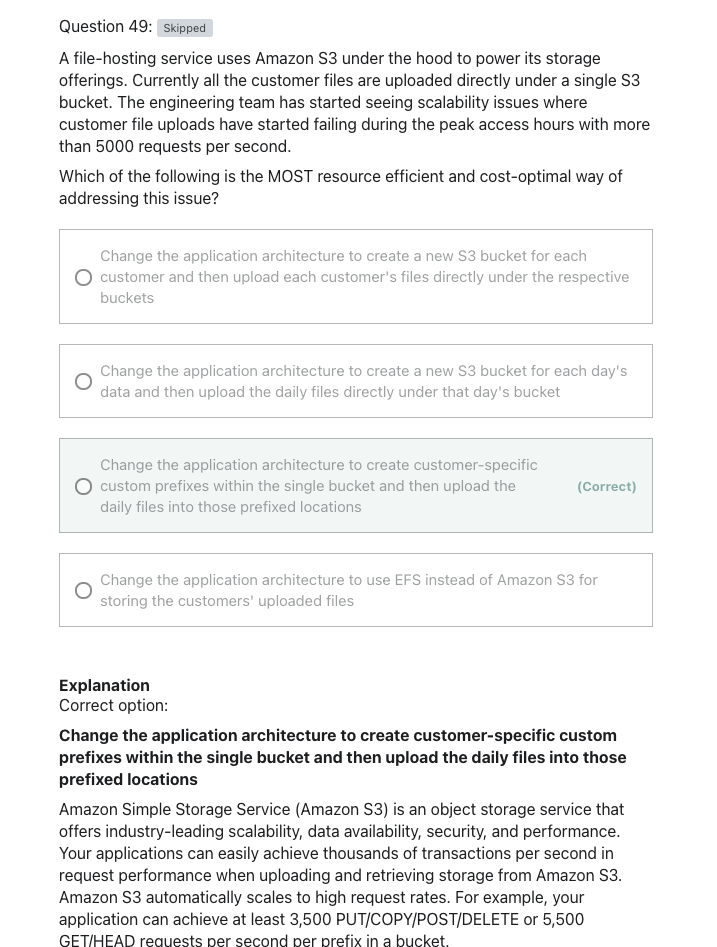 Question 49: Skipped
A file-hosting service uses Amazon S3 under the hood to power its storage
offerings. Currently all the customer files are uploaded directly under a single S3
bucket. The engineering team has started seeing scalability issues where
customer file uploads have started failing during the peak access hours with more
than 5000 requests per second.
Which of the following is the MOST resource efficient and cost-optimal way of
addressing this issue?
Change the application architecture to create a new S3 bucket for each
customer and then upload each customer's files directly under the respective
buckets
Change the application architecture to create a new S3 bucket for each day's
data and then upload the daily files directly under that day's bucket
Change the application architecture to create customer-specific
custom prefixes within the single bucket and then upload the
daily files into those prefixed locations
(Correct)
Change the application architecture to use EFS instead of Amazon S3 for
storing the customers' uploaded files
Explanation
Correct option:
Change the application architecture to create customer-specific custom
prefixes within the single bucket and then upload the daily files into those
prefixed locations
Amazon Simple Storage Service (Amazon S3) is an object storage service that
offers industry-leading scalability, data availability, security, and performance.
Your applications can easily achieve thousands of transactions per second in
request performance when uploading and retrieving storage from Amazon S3.
Amazon S3 automatically scales to high request rates. For example, your
application can achieve at least 3,500 PUT/COPY/POST/DELETE or 5,500
GET/HEAD requests per second per prefix in a bucket.